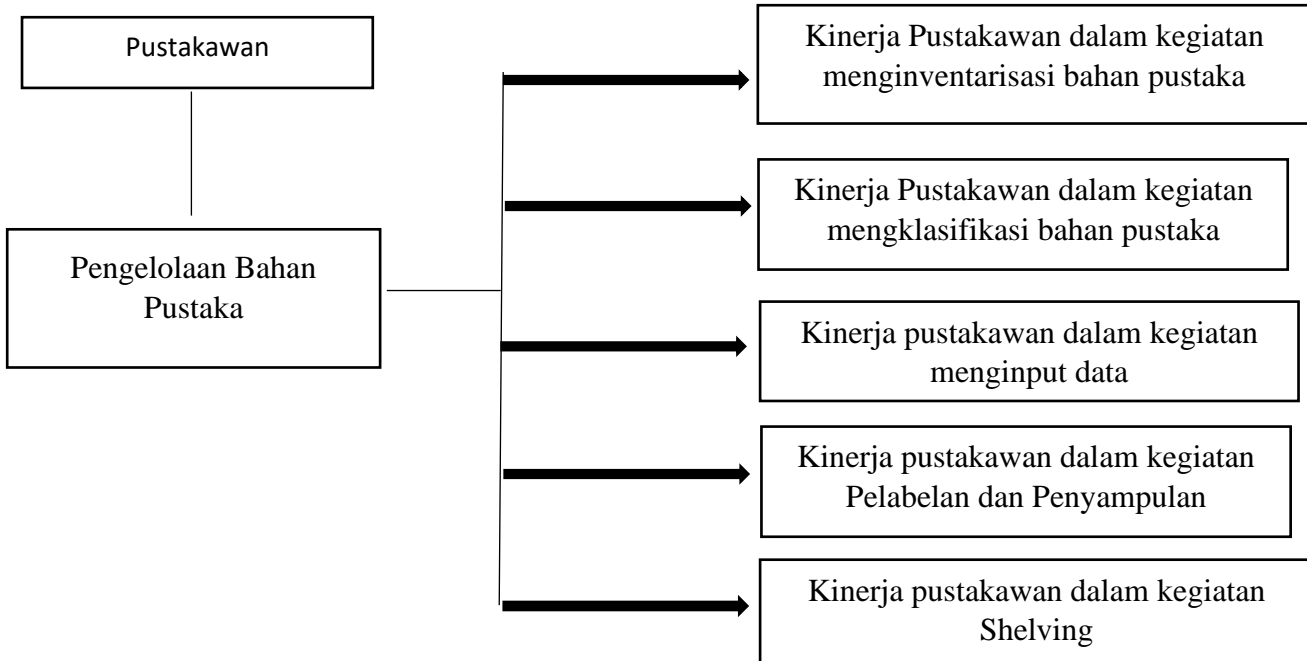 Pustakawan
Pengelolaan Bahan
Pustaka
Kinerja Pustakawan dalam kegiatan
menginventarisasi bahan pustaka
Kinerja Pustakawan dalam kegiatan
mengklasifikasi bahan pustaka
Kinerja pustakawan dalam kegiatan
menginput data
Kinerja pustakawan dalam kegiatan
Pelabelan dan Penyampulan
Kinerja pustakawan dalam kegiatan
Shelving